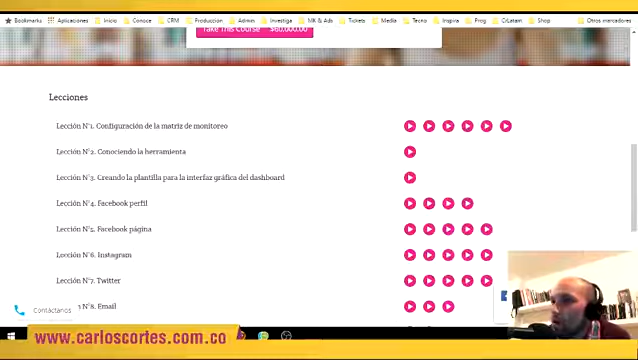 Bookmarks Aplicaciones Inicio Conoce CRM Produccion Admin Investiga MK & Ads Tickets Media Tecno Inspira Prog CrLatam Shop Otros marcadores
Take This Course $60,000.00
Lecciones
Lección N°1. Configuración de la matriz de monitoreo
Lección N°2. Conociendo la herramienta
Lección N°3. Creando la plantilla para la interfaz gráfica del dashboard
Lección N°4. Facebook perfil
Lección N°5. Facebook página
Lección N°6. Instagram
Lección N°7. Twitter
N°8. Email
Contáctanos
www.carloscortes.com.co